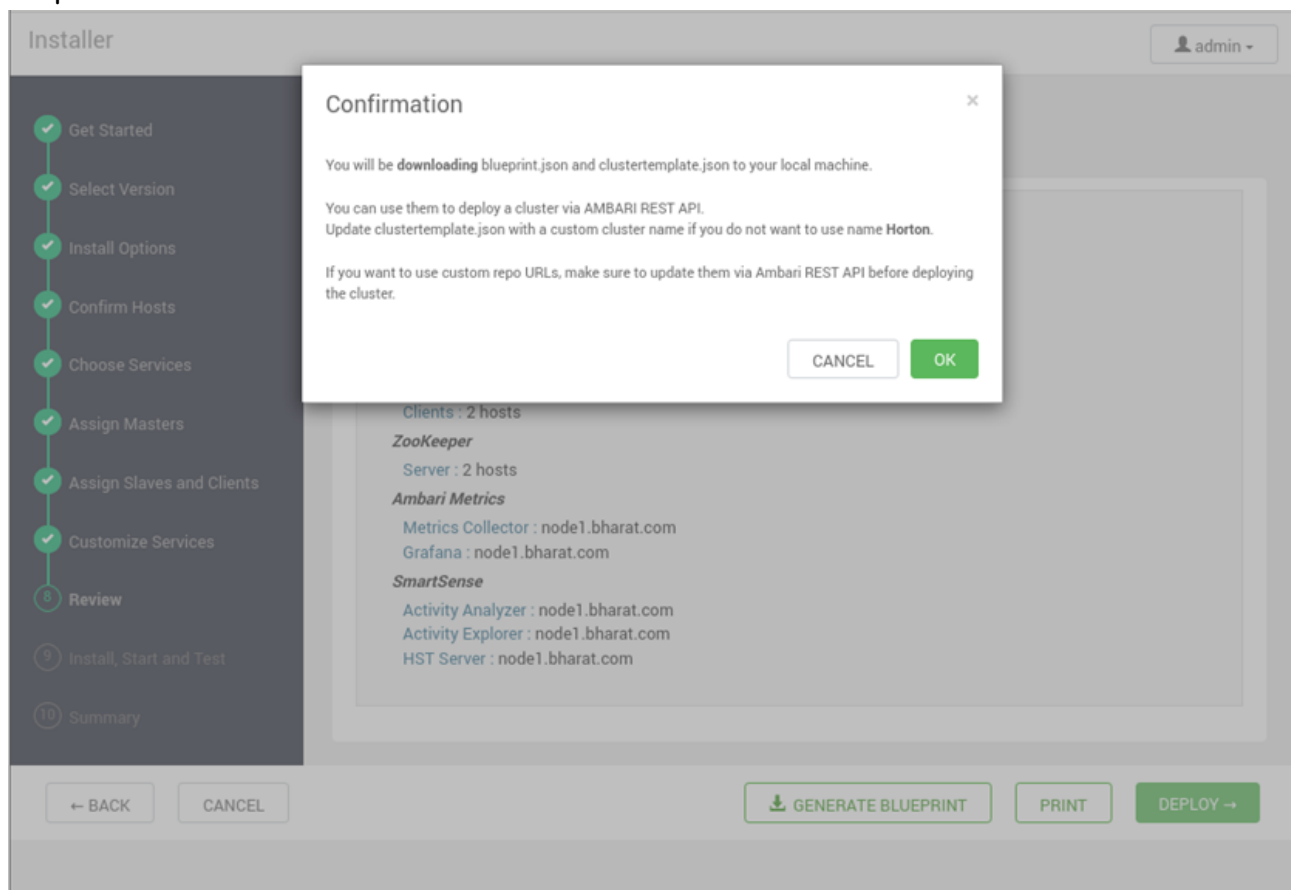 Installer
admin
Confirmation
×
You will be downloading blueprint.json and clustertemplate.json to your local machine.
You can use them to deploy a cluster via AMBARI REST API.
Update clustertemplate.json with a custom cluster name if you do not want to use name Horton.
If you want to use custom repo URLs, make sure to update them via Ambari REST API before deploying
the cluster.
CANCEL
OK
Get Started
Select Version
Install Options
Confirm Hosts
Choose Services
Assign Masters
Assign Slaves and Clients
Customize Services
8 Review
9 Install, Start and Test
10 Summary
Clients : 2 hosts
ZooKeeper
Server : 2 hosts
Ambari Metrics
Metrics Collector : node1.bharat.com
Grafana : node1.bharat.com
SmartSense
Activity Analyzer : node1.bharat.com
Activity Explorer : node1.bharat.com
HST Server : node1.bharat.com
← BACK
CANCEL
GENERATE BLUEPRINT
PRINT
DEPLOY →